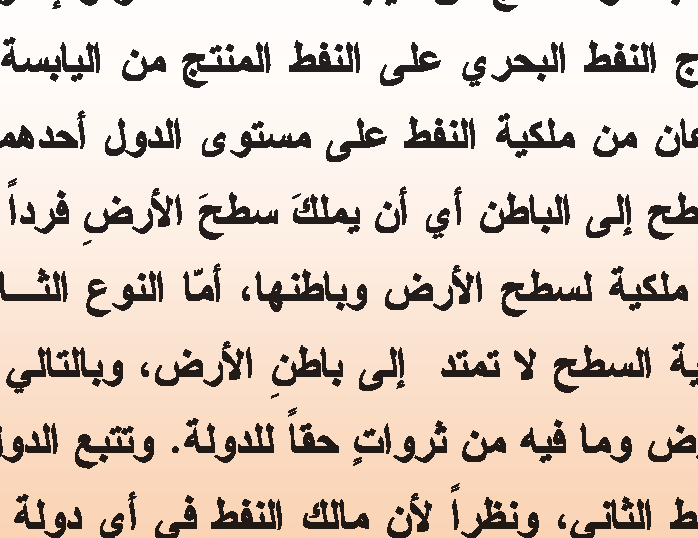 ج النفط البحري على النفط المنتج من اليابسة
من ملكية النفط على مستوى الدول
إلى الباطن أي أن يملكَ سطحَ الأرضِ فرداً
ملكية لسطح الأرض وباطنها، أمّا النوع
السطح لا تمتد إلى باطنِ الأرض، وبالتالي
وما فيه من ثرواتٍ حقاً للدولة. وتتبع
الثاني، ونظراً لأن مالك النفط في أي دولة